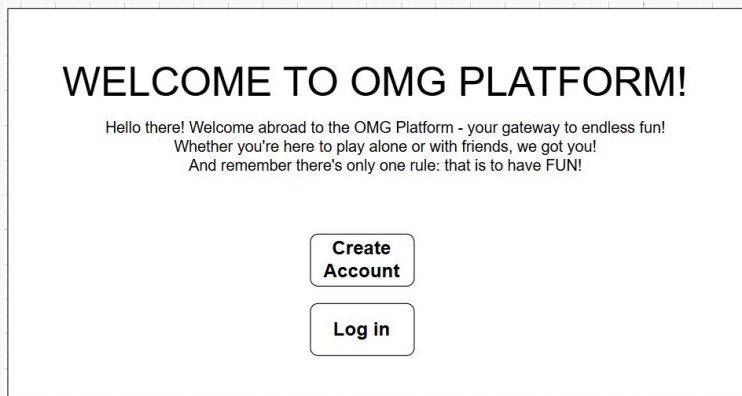 WELCOME TO OMG PLATFORM!
Hello there! Welcome abroad to the OMG Platform - your gateway to endless fun!
Whether you're here to play alone or with friends, we got you!
And remember there's only one rule: that is to have FUN!
Create
Account
Log in